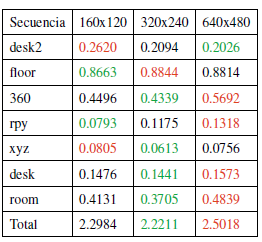 Secuencia 160x120 320x240 640x480
desk2 0.2620 0.2094 0.2026
floor 0.8663 0.8844 0.8814
360 0.4496 0.4339 0.5692
rpy 0.0793 0.1175 0.1318
xyz 0.0805 0.0613 0.0756
desk 0.1476 0.1441 0.1573
room 0.4131 0.3705 0.4839
Total 2.2984 2.2211 2.5018